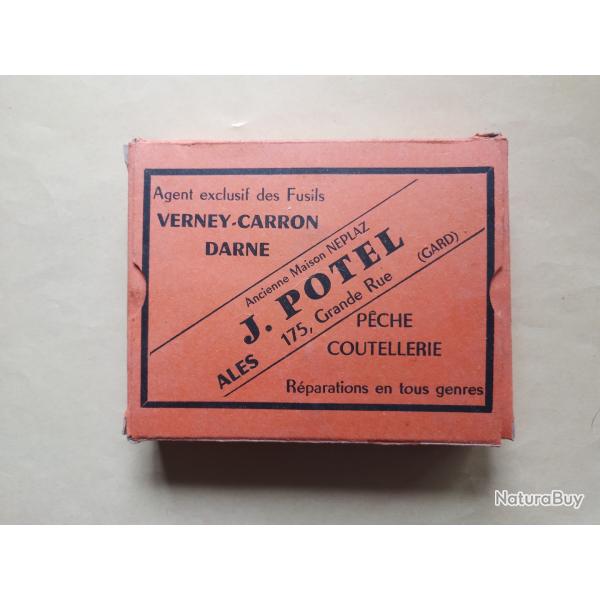 Agent exclusif des Fusils
VERNEY-CARRON
DARNE
Ancienne Maison NEPLAZ
J. POTEL
ALES 175, Grande Rue (GARD)
PÊCHE
COUTELLERIE
Réparations en tous genres
NaturaBuy